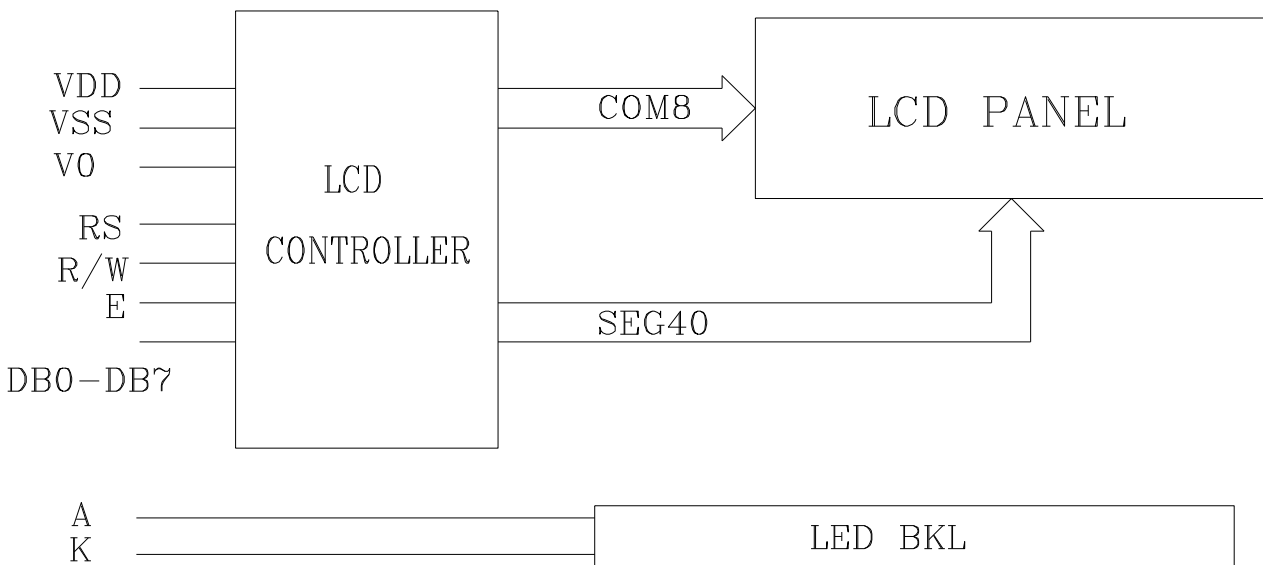 VDD
VSS
V0
RS
R/W
E
DB0-DB7
LCD
CONTROLLER
COM8
SEG40
LCD PANEL
A
K
LED BKL